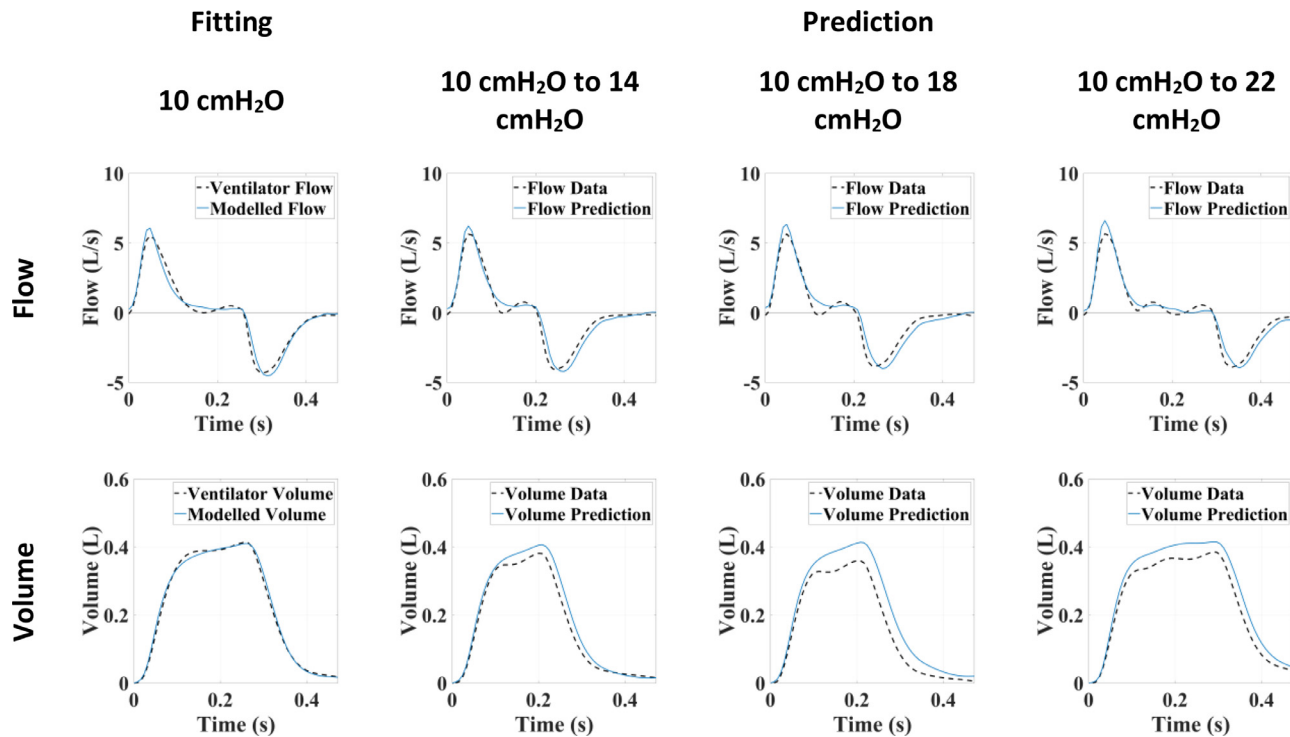 Fitting
Prediction
10 cmH₂O
10 cmH₂O to 14
cmH₂O
10 cmH₂O to 18
cmH₂O
10 cmH₂O to 22
cmH₂O
Flow
10
5
0
-5
Flow (L/s)
Ventilator Flow
Modelled Flow
0
0.2
0.4
Time (s)
10
5
0
-5
Flow (L/s)
Flow Data
Flow Prediction
0
0.2
0.4
Time (s)
10
5
0
-5
Flow (L/s)
Flow Data
Flow Prediction
0
0.2
0.4
Time (s)
10
5
0
-5
Flow (L/s)
Flow Data
Flow Prediction
0
0.2
0.4
Time (s)
Volume
0.6
0.4
0.2
0
Volume (L)
Ventilator Volume
Modelled Volume
0
0.2
0.4
Time (s)
0.6
0.4
0.2
0
Volume (L)
Volume Data
Volume Prediction
0
0.2
0.4
Time (s)
0.6
0.4
0.2
0
Volume (L)
Volume Data
Volume Prediction
0
0.2
0.4
Time (s)
0.6
0.4
0.2
0
Volume (L)
Volume Data
Volume Prediction
0
0.2
0.4
Time (s)